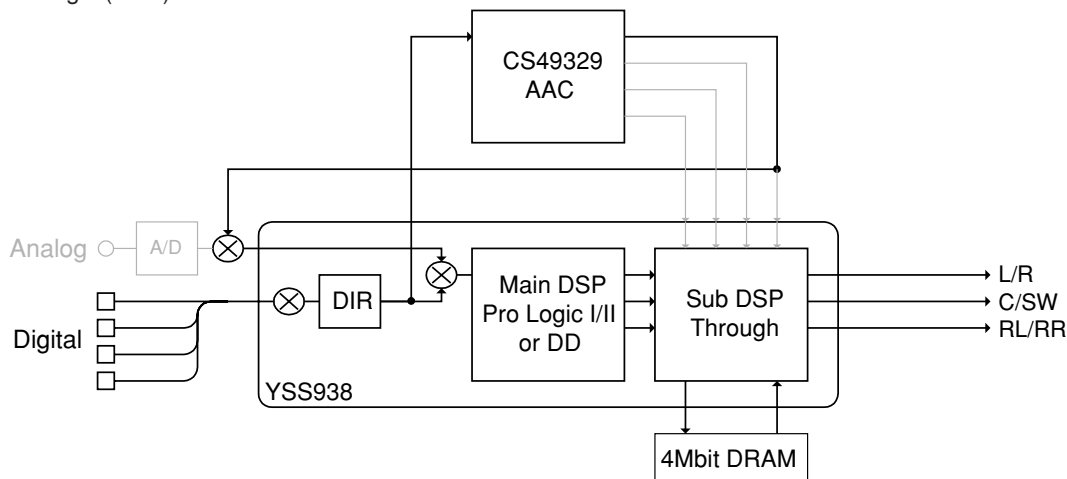 CS49329
AAC
Analog
A/D
Digital
DIR
Main DSP
Pro Logic I/II
or DD
Sub DSP
Through
L/R
C/SW
RL/RR
YSS938
4Mbit DRAM